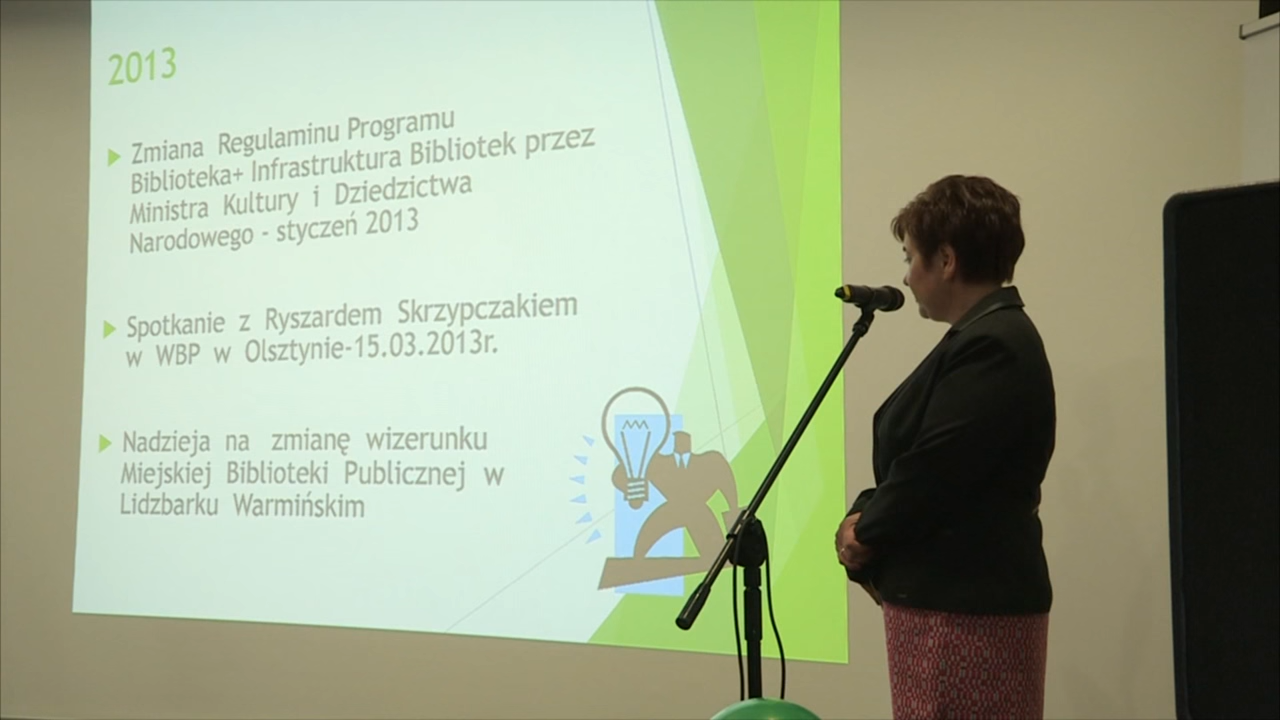 2013
Zmiana Regulaminu Programu
Biblioteka+ Infrastruktura Bibliotek przez
Ministra Kultury i Dziedzictwa
Narodowego - styczeń 2013
Spotkanie z Ryszardem Skrzypczakiem
w WBP w Olsztynie-15.03.2013r.
Nadzieja na zmianę wizerunku
Miejskiej Biblioteki Publicznej w
Lidzbarku Warmińskim